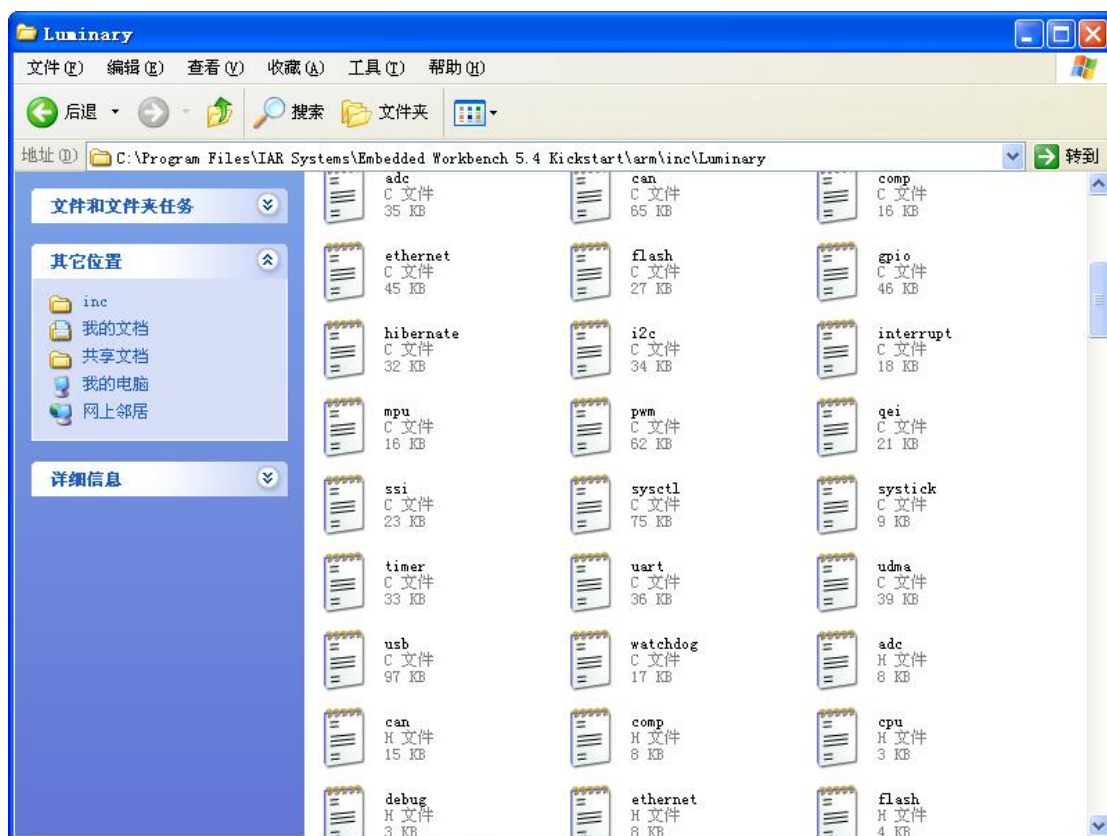 Luminary
文件(F) 编辑(E) 查看(V) 收藏(A) 工具(T) 帮助(H)
后退 搜索 文件夹
地址(D) C:\Program Files\IAR Systems\Embedded Workbench 5.4 Kickstart\arm\inc\Luminary 转到
文件和文件夹任务
其它位置
inc
我的文档
共享文档
我的电脑
网上邻居
详细信息
adc can comp
C 文件 C 文件 C 文件
35 KB 65 KB 16 KB
ethernet flash gpio
C 文件 C 文件 C 文件
45 KB 27 KB 46 KB
hibernate i2c interrupt
C 文件 C 文件 C 文件
32 KB 34 KB 18 KB
mpu pwm qei
C 文件 C 文件 C 文件
16 KB 62 KB 21 KB
ssi sysctl systick
C 文件 C 文件 C 文件
23 KB 75 KB 9 KB
timer uart udma
C 文件 C 文件 C 文件
33 KB 36 KB 39 KB
usb watchdog adc
C 文件 C 文件 H 文件
97 KB 17 KB 8 KB
can comp cpu
H 文件 H 文件 H 文件
15 KB 8 KB 3 KB
debug ethernet flash
H 文件 H 文件 H 文件
3 KB 8 KB 4 KB